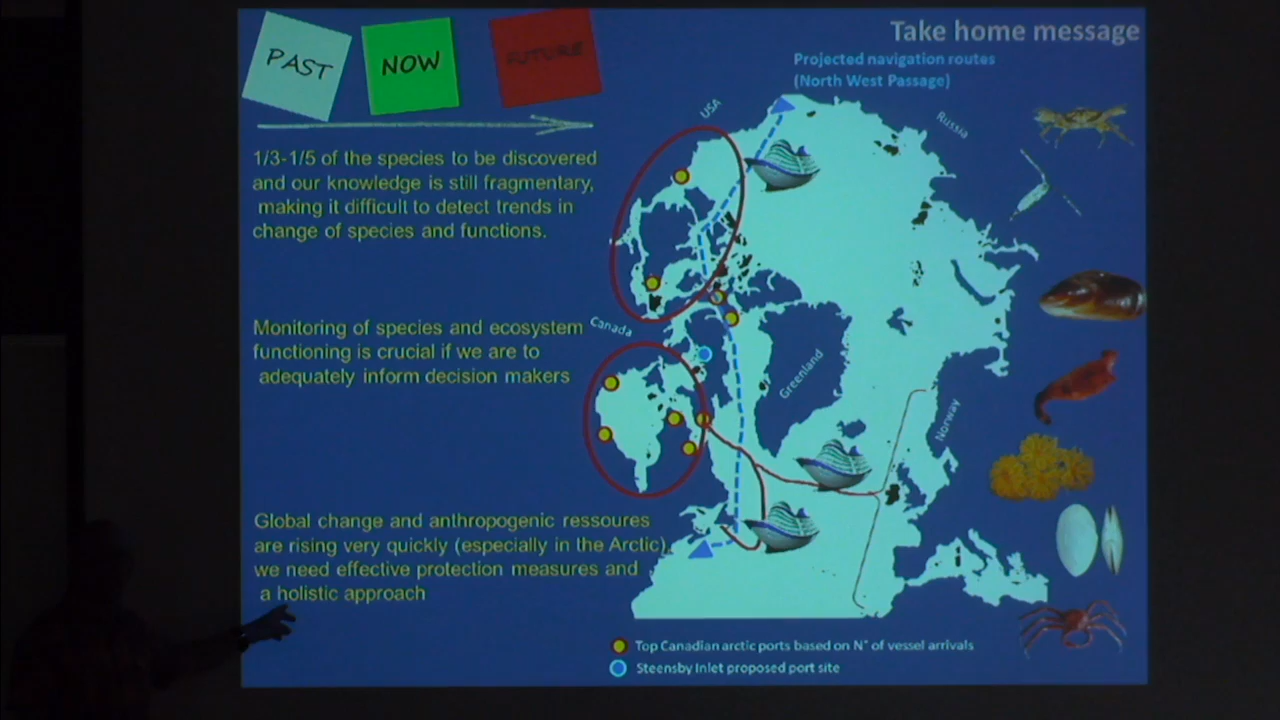 PAST
NOW
FUTURE
Take home message
Projected navigation routes
(North West Passage)
USA
Russia
1/3-1/5 of the species to be discovered
and our knowledge is still fragmentary,
making it difficult to detect trends in
change of species and functions.
Canada
Monitoring of species and ecosystem
functioning is crucial if we are to
adequately inform decision makers
Greenland
Norway
Global change and anthropogenic ressoures
are rising very quickly (especially in the Arctic),
we need effective protection measures and
a holistic approach
Top Canadian arctic ports based on N° of vessel arrivals
Steensby Inlet proposed port site